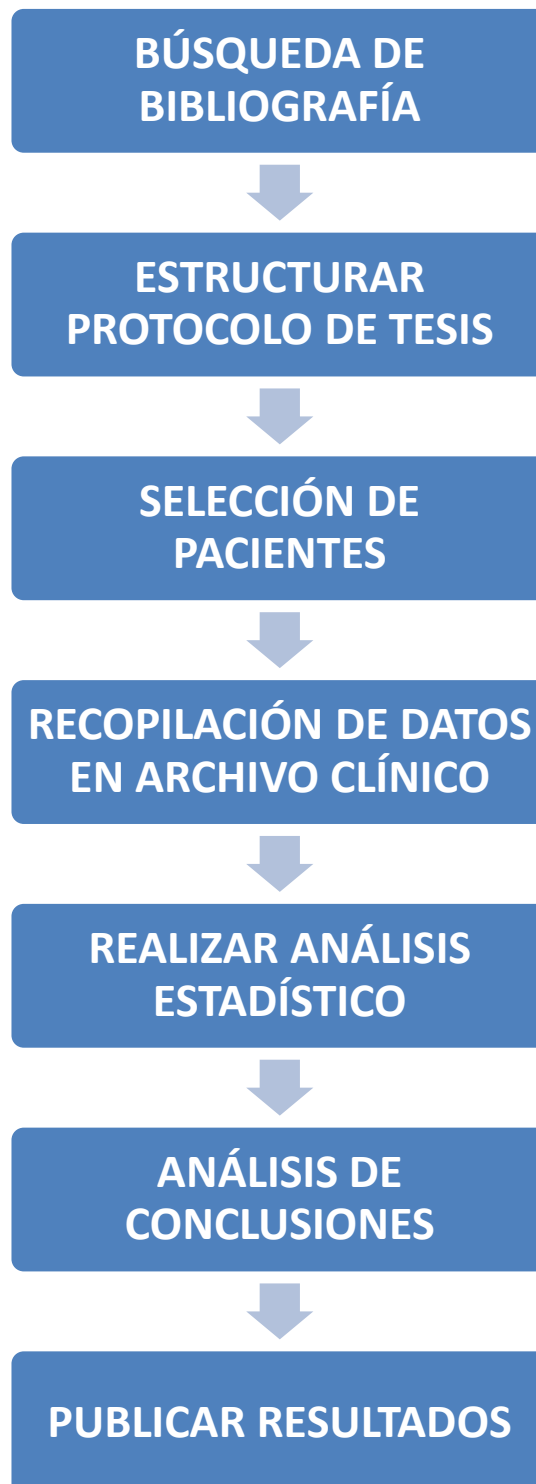 BÚSQUEDA DE
BIBLIOGRAFÍA
ESTRUCTURAR
PROTOCOLO DE TESIS
SELECCIÓN DE
PACIENTES
RECOPILACIÓN DE DATOS
EN ARCHIVO CLÍNICO
REALIZAR ANÁLISIS
ESTADÍSTICO
ANÁLISIS DE
CONCLUSIONES
PUBLICAR RESULTADOS